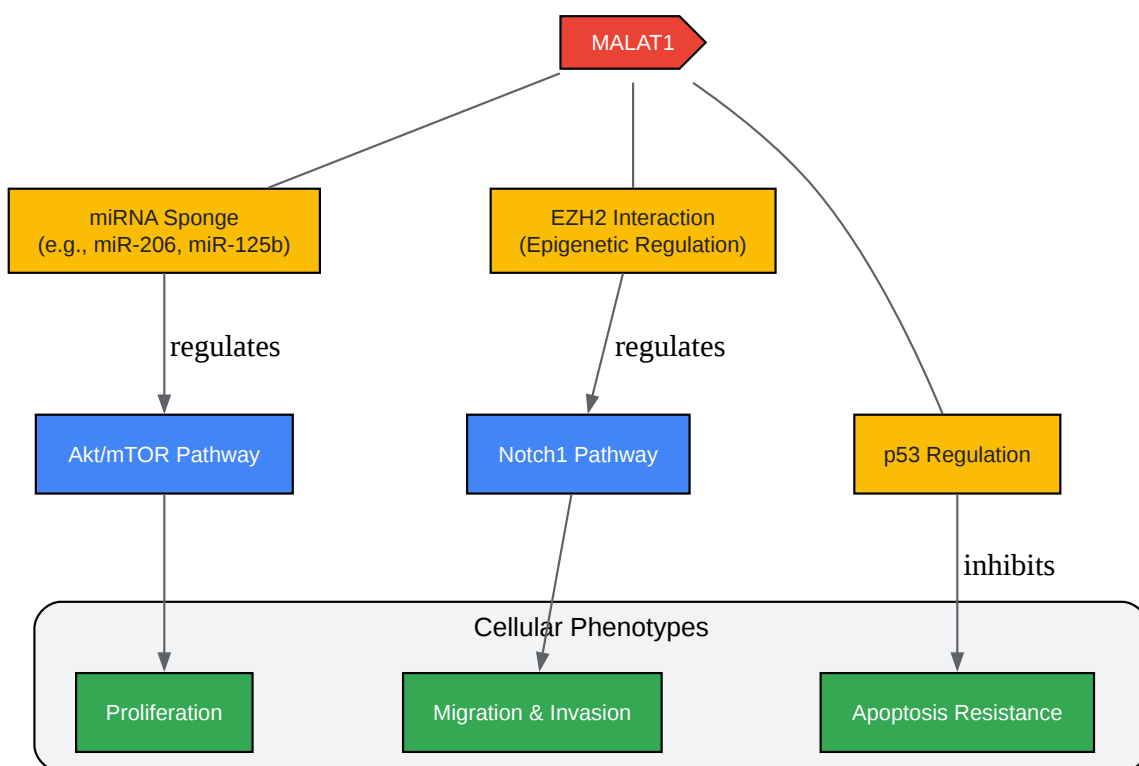 MALAT1
miRNA Sponge
(e.g., miR-206, miR-125b)
EZH2 Interaction
(Epigenetic Regulation)
regulates
regulates
Akt/mTOR Pathway
Notch1 Pathway
p53 Regulation
inhibits
Cellular Phenotypes
Proliferation
Migration & Invasion
Apoptosis Resistance